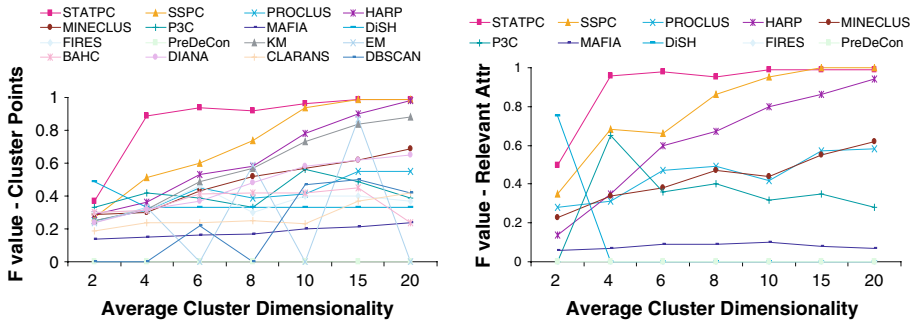 STATPC SSPC PROCLUS HARP
MINECLUS P3C MAFIA DiSH
FIRES PreDeCon KM EM
BAHC DIANA CLARANS DBSCAN
F value - Cluster Points
1
0.8
0.6
0.4
0.2
0
2 4 6 8 10 15 20
Average Cluster Dimensionality
STATPC SSPC PROCLUS HARP MINECLUS
P3C MAFIA DiSH FIRES PreDeCon
F value - Relevant Attr
1
0.8
0.6
0.4
0.2
0
2 4 6 8 10 15 20
Average Cluster Dimensionality